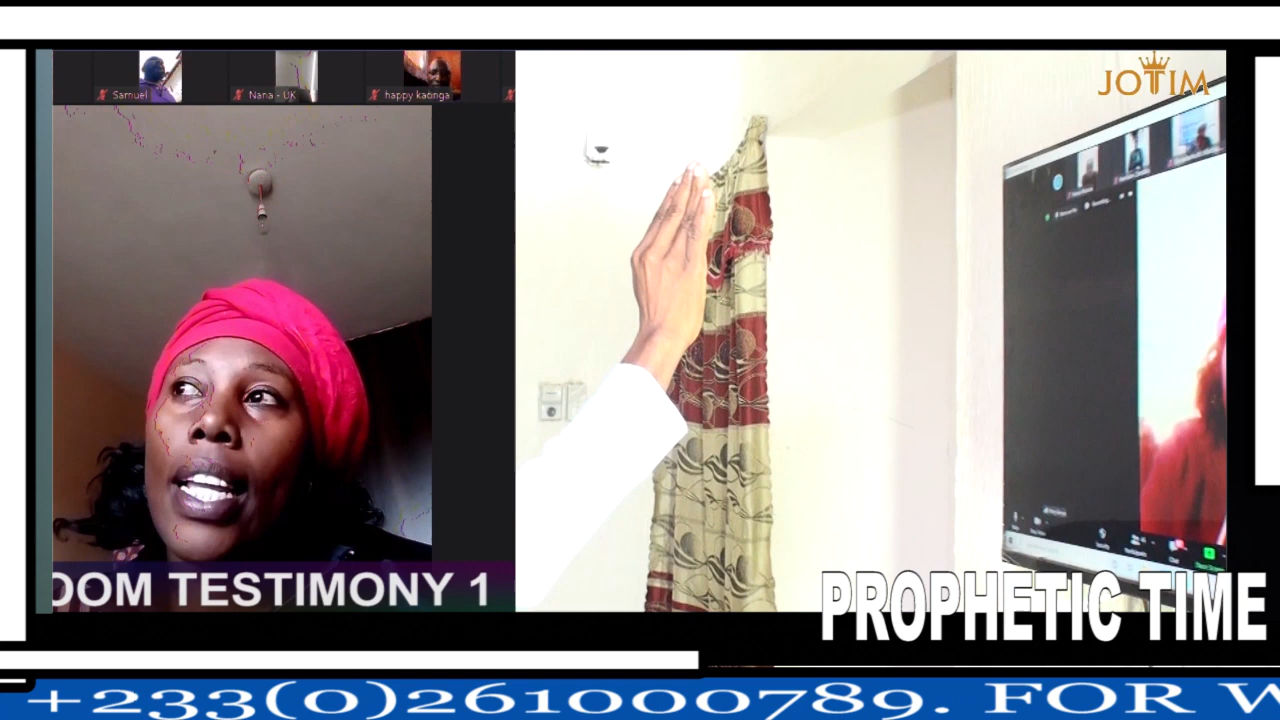 Samuel
Nana - UK
happy kaonga
JOTIM
OOM TESTIMONY 1
PROPHETIC TIME
+233(0)261000789. FOR W